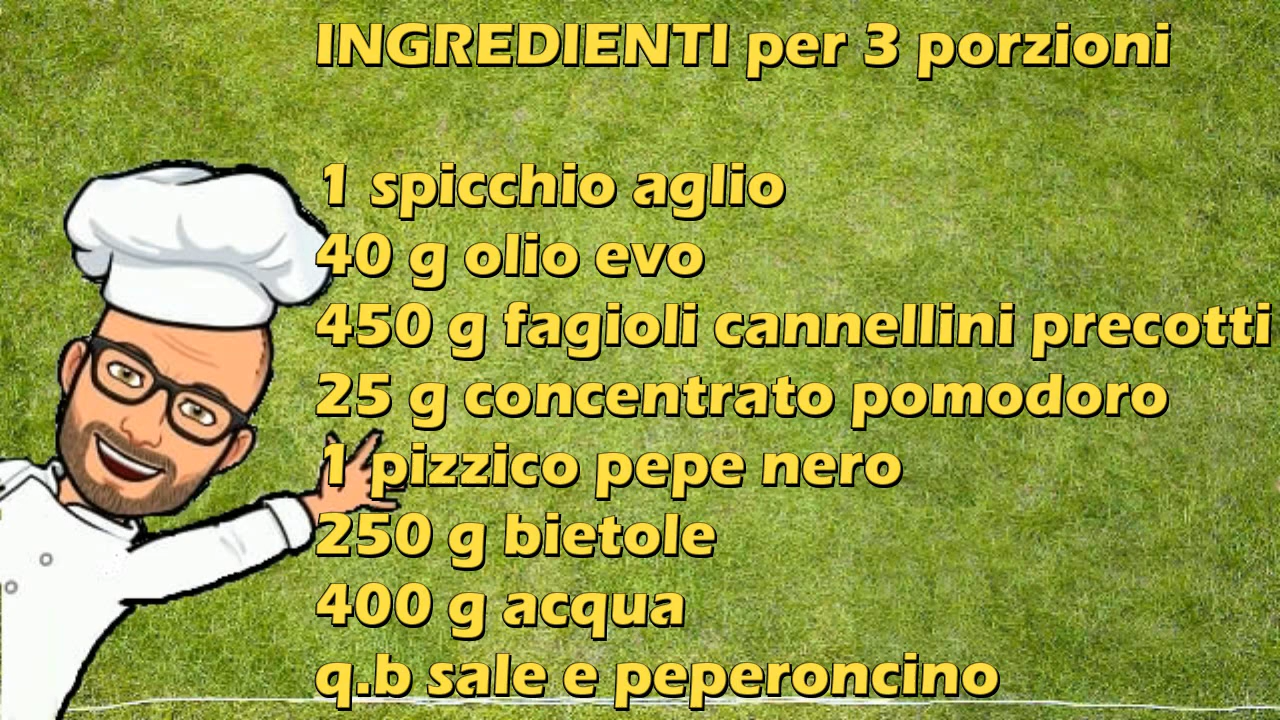 INGREDIENTI per 3 porzioni
1 spicchio aglio
40 g olio evo
450 g fagioli cannellini precotti
25 g concentrato pomodoro
1 pizzico pepe nero
250 g bietole
400 g acqua
q.b sale e peperoncino